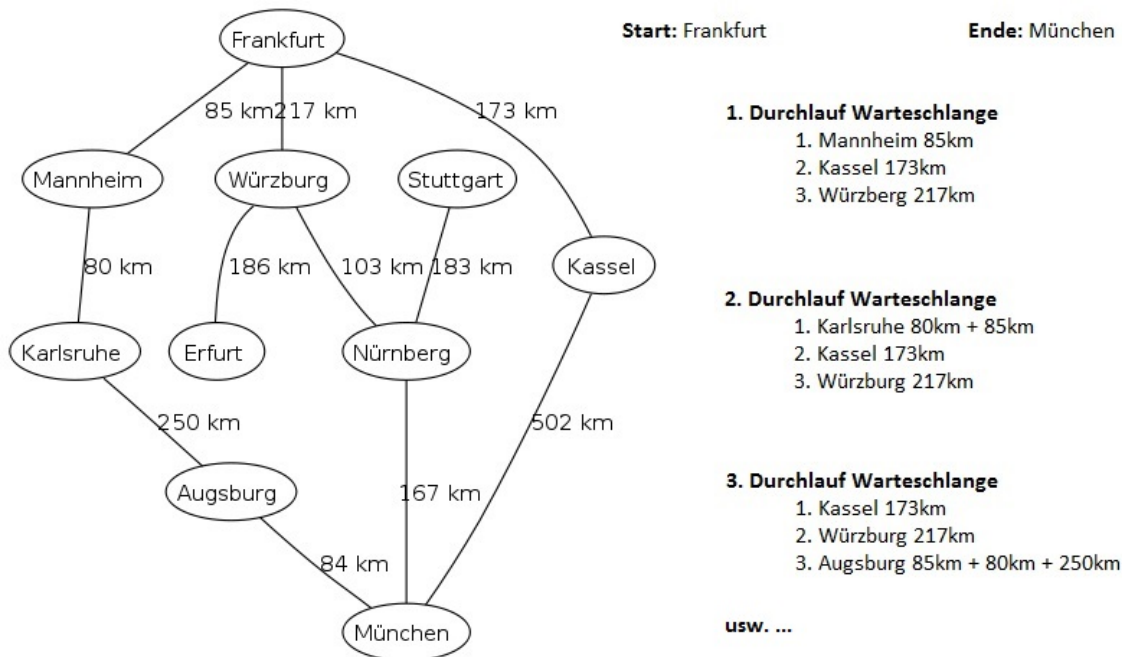 Frankfurt
85 km
217 km
173 km
Mannheim
Würzburg
Stuttgart
80 km
186 km
103 km
183 km
Kassel
Karlsruhe
Erfurt
Nürnberg
250 km
502 km
Augsburg
167 km
84 km
München
Start: Frankfurt
Ende: München
1. Durchlauf Warteschlange
1. Mannheim 85km
2. Kassel 173km
3. Würzberg 217km
2. Durchlauf Warteschlange
1. Karlsruhe 80km + 85km
2. Kassel 173km
3. Würzburg 217km
3. Durchlauf Warteschlange
1. Kassel 173km
2. Würzburg 217km
3. Augsburg 85km + 80km + 250km
usw. ...